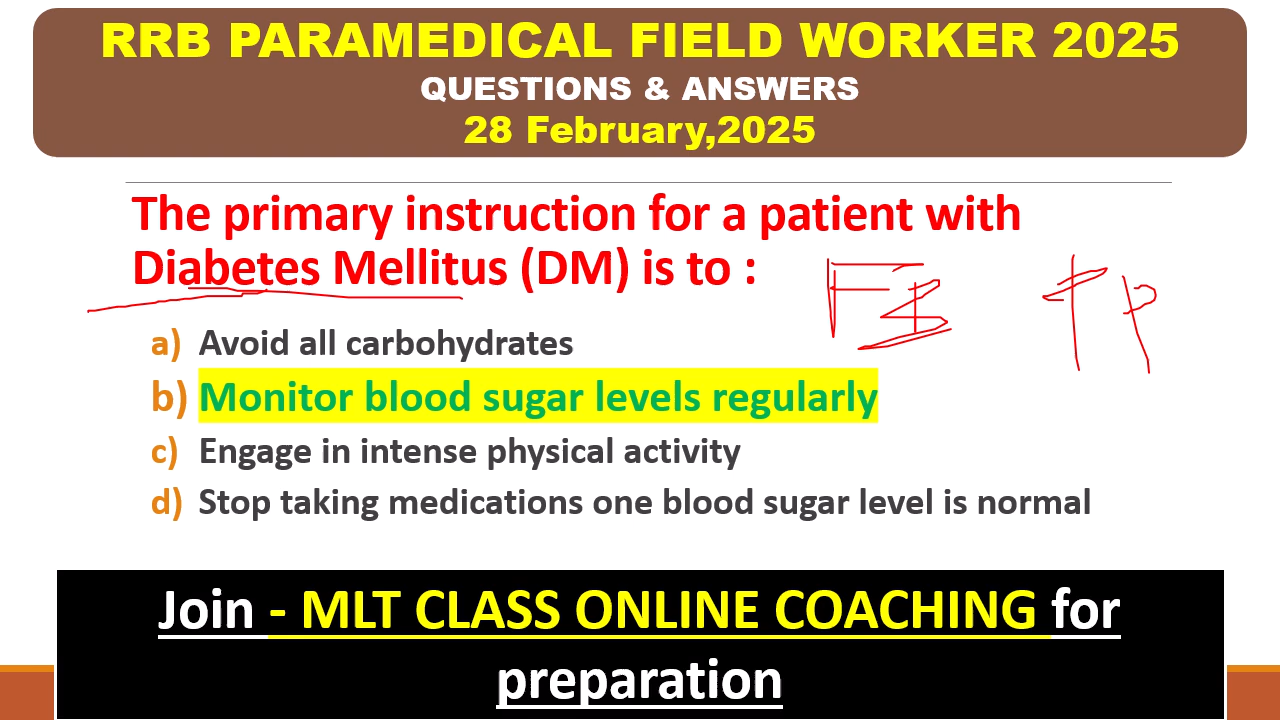 RRB PARAMEDICAL FIELD WORKER 2025
QUESTIONS & ANSWERS
28 February,2025
The primary instruction for a patient with
Diabetes Mellitus (DM) is to :
a) Avoid all carbohydrates
b) Monitor blood sugar levels regularly
c) Engage in intense physical activity
d) Stop taking medications one blood sugar level is normal
Join - MLT CLASS ONLINE COACHING for
preparation